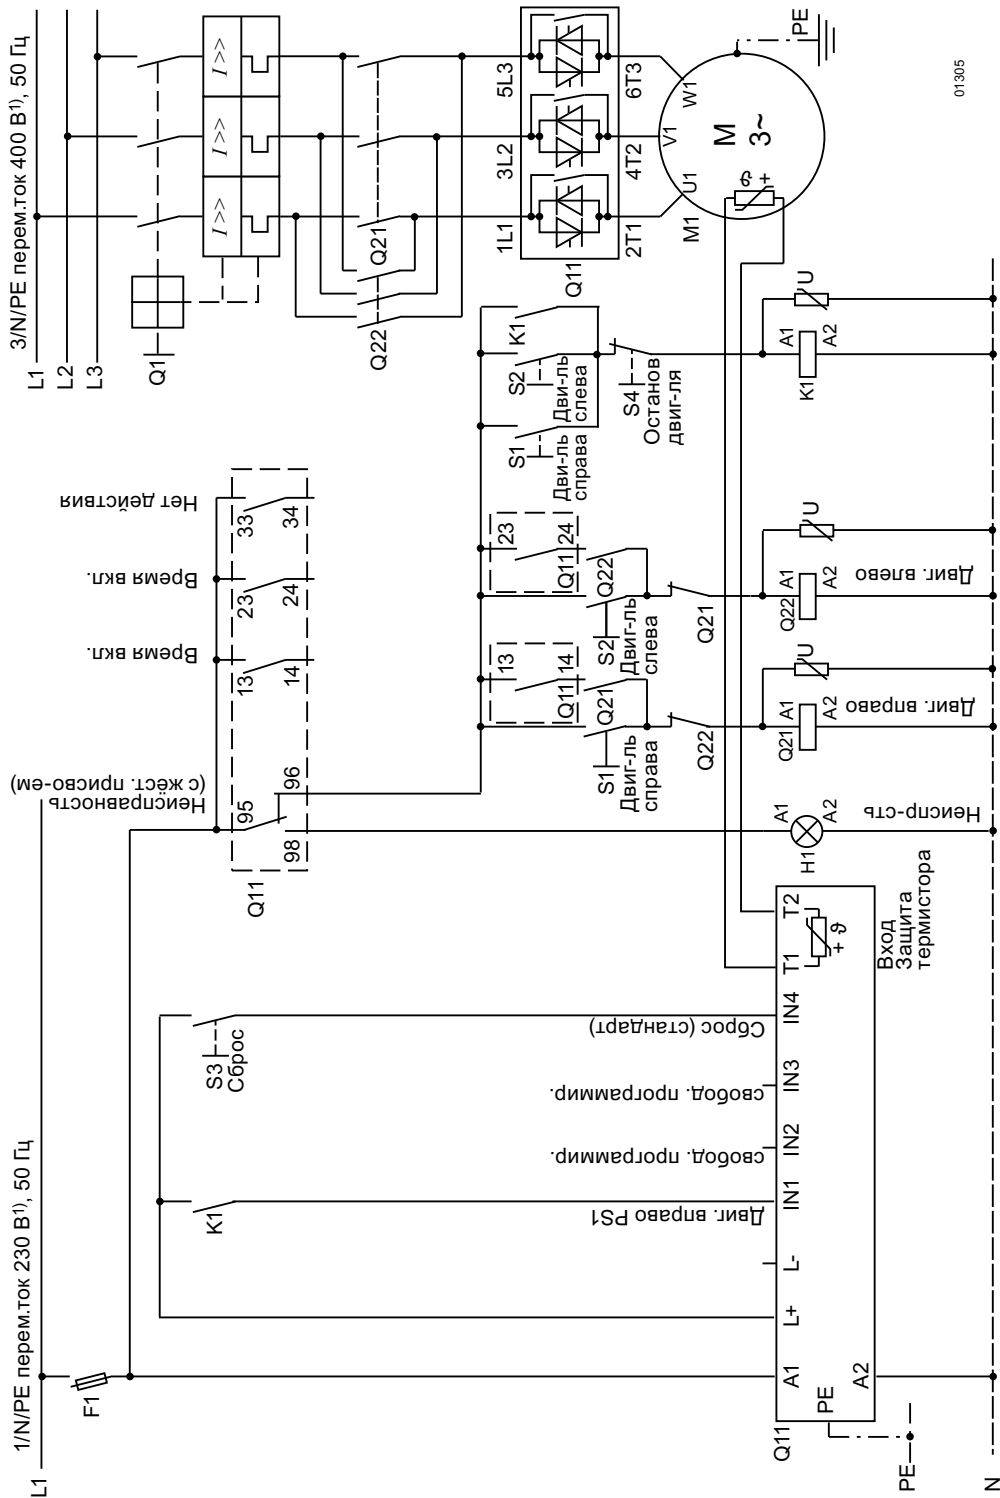 1/N/PE перем.ток 230 В¹⁾, 50 Гц
L1
F1
K1
S3
Сброс
Q11
PE
A1
L+
L-
IN1
IN2
IN3
IN4
T1
T2
A2
PE
N
Двиг. вправо PS1
свобод. программир.
свобод. программир.
Сброс (стандарт)
+ ϑ
Вход
Защита
термистора
Неисправность
(с жёст. присво-ем)
Время вкл.
Время вкл.
Нет действия
Q11
95
96
98
13
14
23
24
33
34
H1
A1
A2
Неиспр-сть
13
14
Q11
Q21
S1
Двиг-ль
справа
Q22
Q21
A1
A2
U
Двиг. вправо
23
24
Q11
Q22
S2
Двиг-ль
слева
Q21
Q22
A1
A2
U
Двиг. влево
S1
Дви-ль
справа
S2
Дви-ль
слева
K1
S4
Останов
двиг-ля
K1
A1
A2
U
3/N/PE перем.ток 400 В¹⁾, 50 Гц
L1
L2
L3
Q1
I >>
I >>
I >>
Q21
Q22
Q11
1L1
3L2
5L3
2T1
4T2
6T3
M1
U1
V1
W1
M
3~
ϑ +
PE
01305